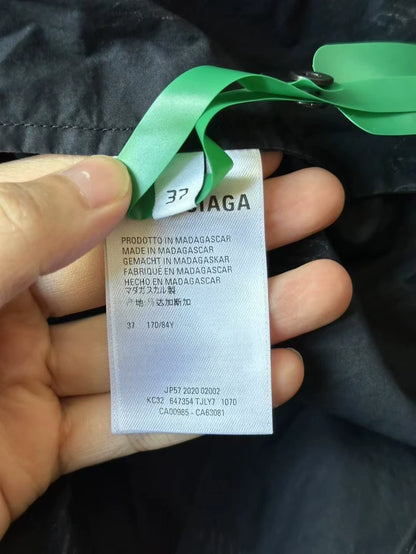 37
IAGA
PRODOTTO IN MADAGASCAR
MADE IN MADAGASCAR
GEMACHT IN MADAGASKAR
FABRIQUÉ EN MADAGASCAR
HECHO EN MADAGASCAR
マダガスカル製
产地 马达加斯加
37 170/84Y
JP57 2020 02002
KC32 647354 TJLY7 1070
CA00985 - CA63081